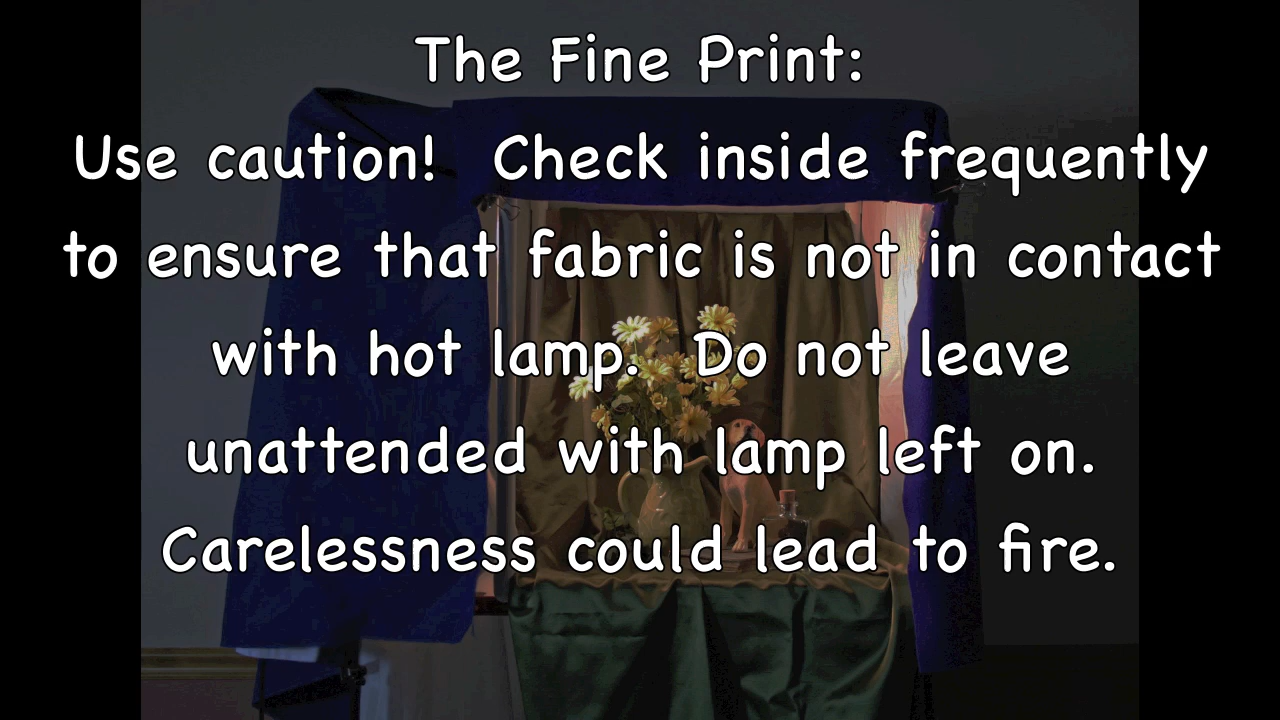 The Fine Print:
Use caution!  Check inside frequently
to ensure that fabric is not in contact
with hot lamp.  Do not leave
unattended with lamp left on.
Carelessness could lead to fire.